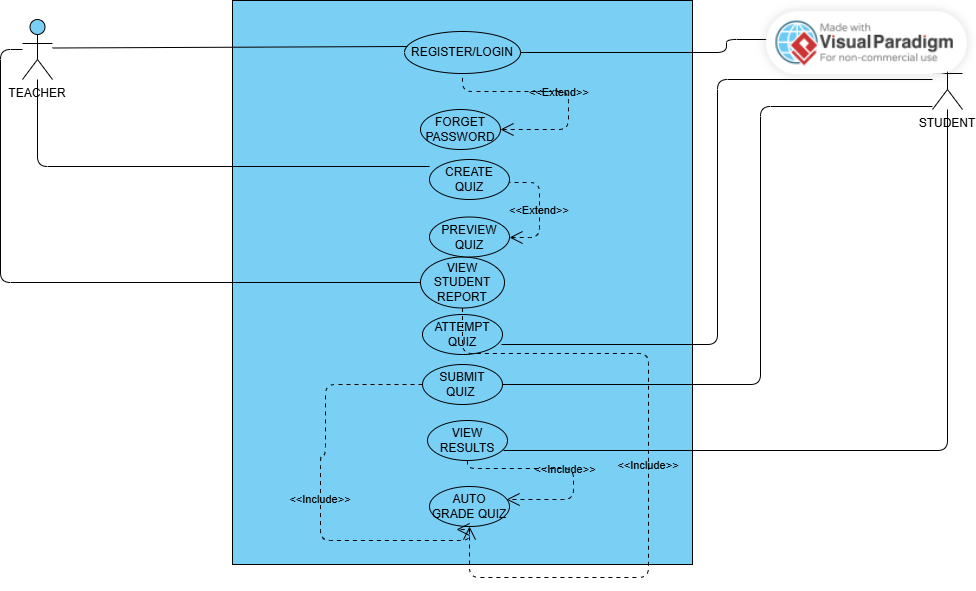 Made with
Visual Paradigm
For non-commercial use
REGISTER/LOGIN
TEACHER
<<Extend>>
FORGET
PASSWORD
STUDENT
CREATE
QUIZ
<<Extend>>
PREVIEW
QUIZ
VIEW
STUDENT
REPORT
ATTEMPT
QUIZ
SUBMIT
QUIZ
VIEW
RESULTS
<<Include>>
<<Include>>
<<Include>>
AUTO
GRADE QUIZ